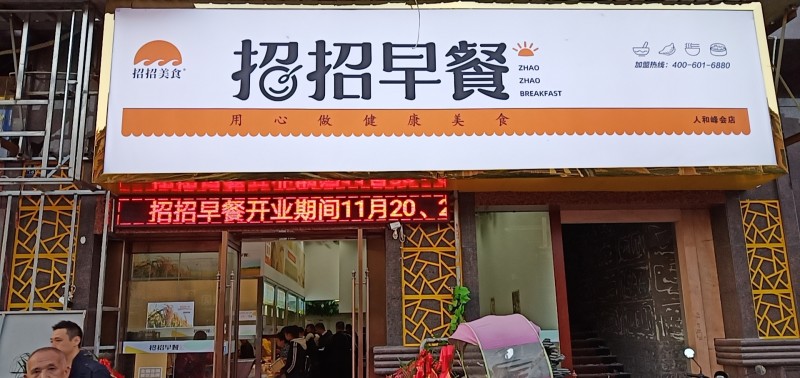 招招美食
招招早餐
ZHAO
ZHAO
BREAKFAST
加盟热线：400-601-6880
用心做健康美食
人和峰会店
招招早餐开业期间11月20、2
招招早餐